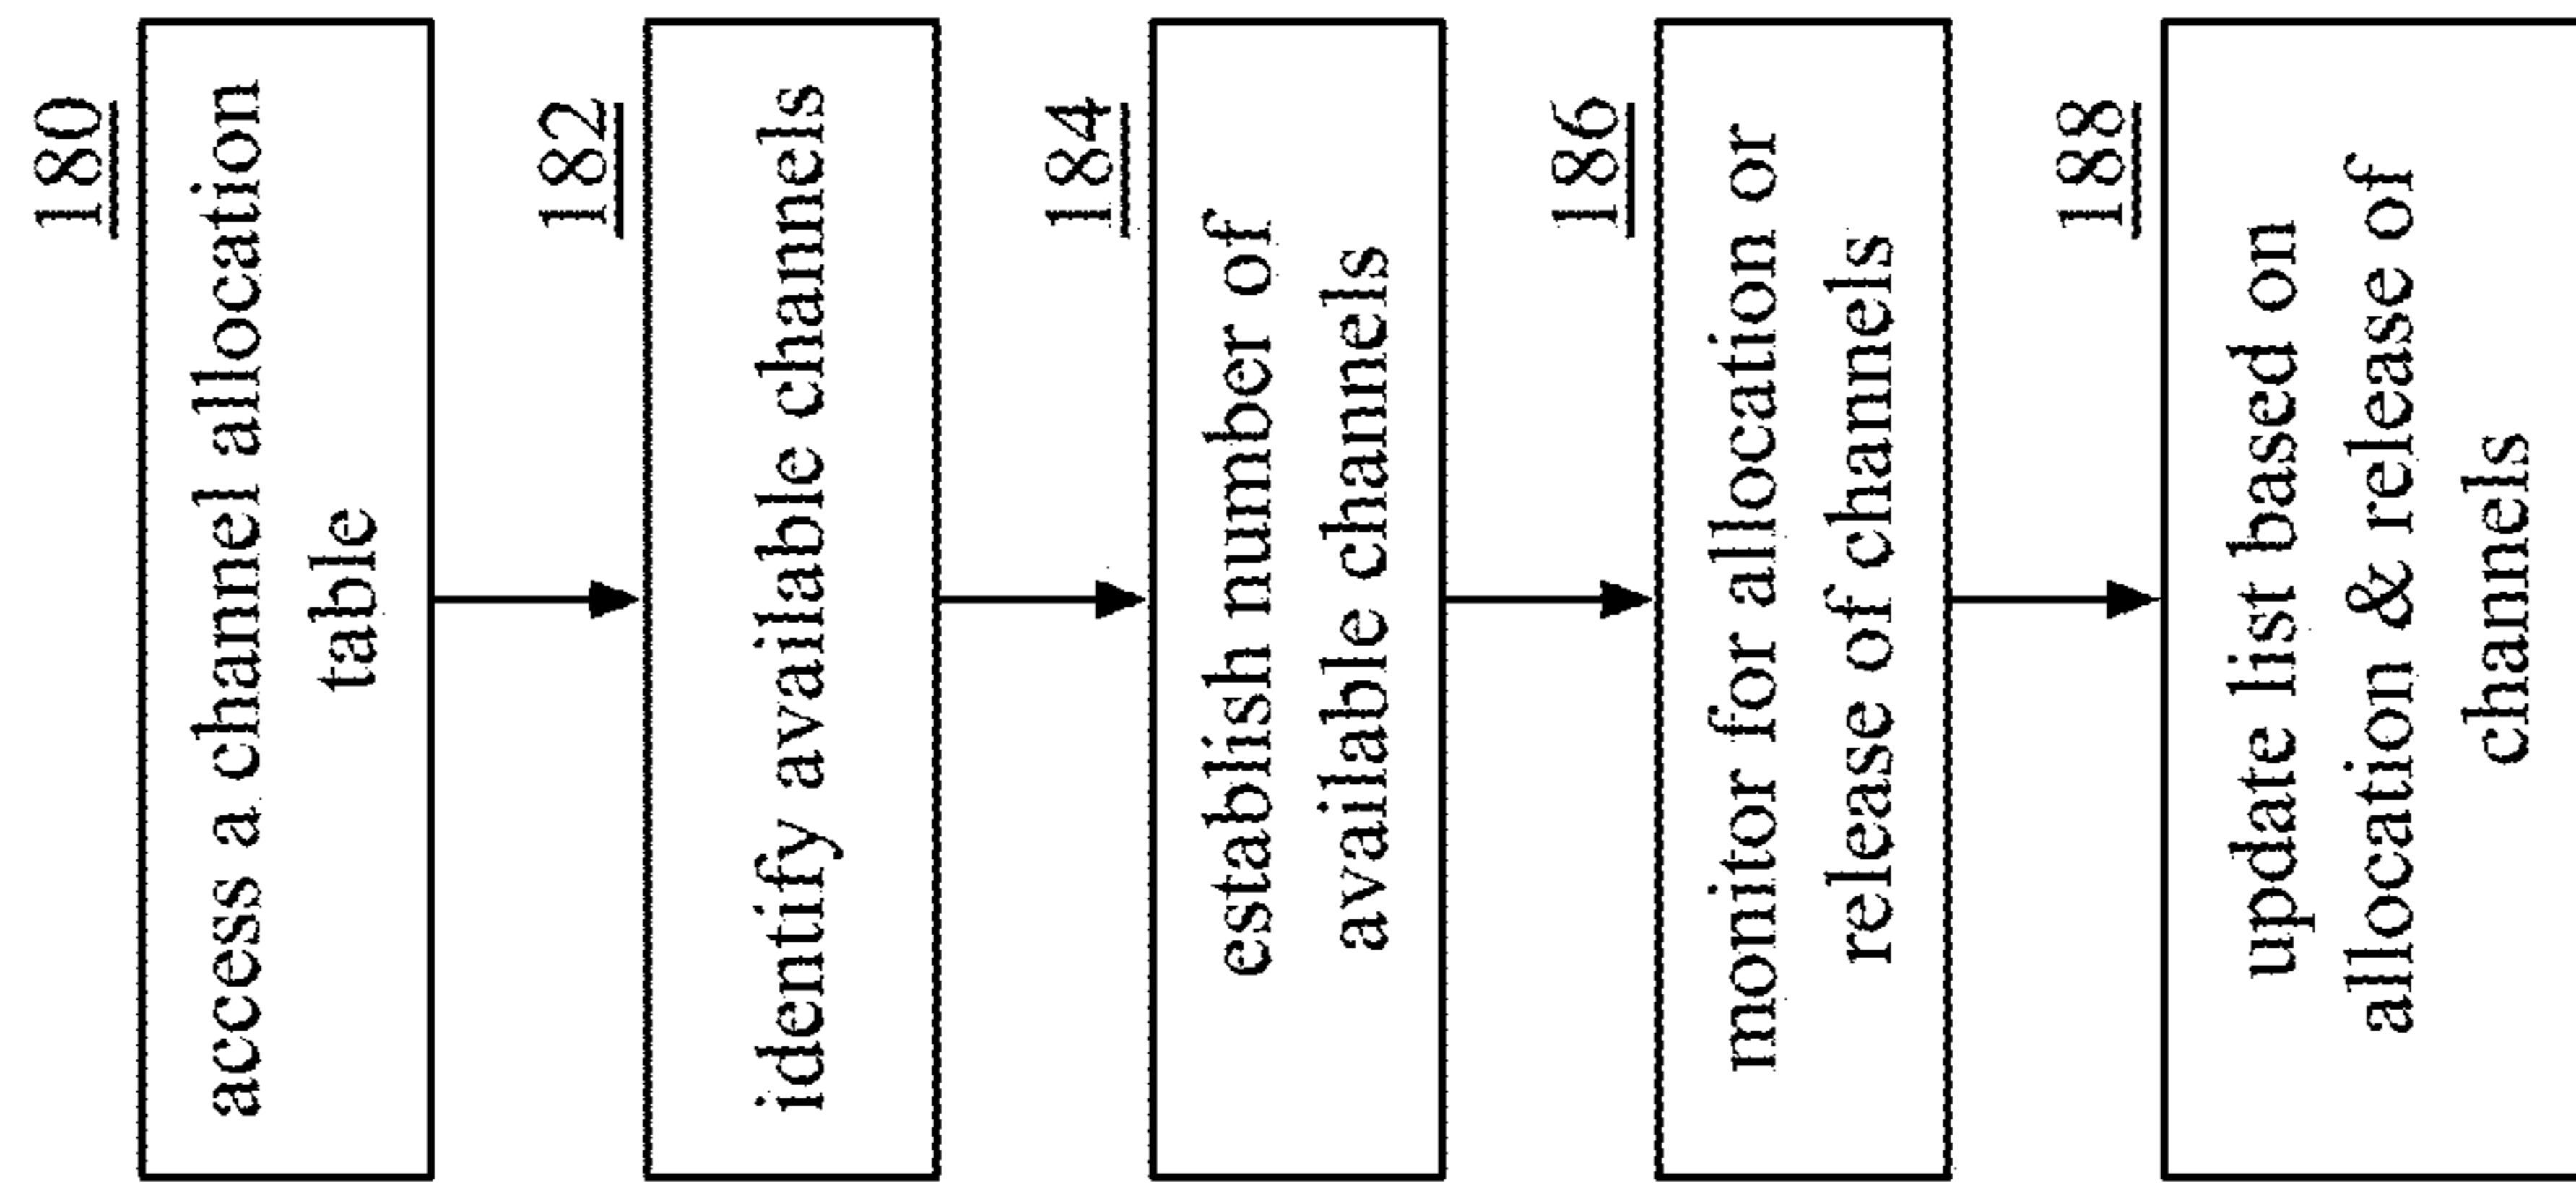 180
access a channel allocation
table
182
identify available channels
184
establish number of
available channels
186
monitor for allocation or
release of channels
188
update list based on
allocation & release of
channels